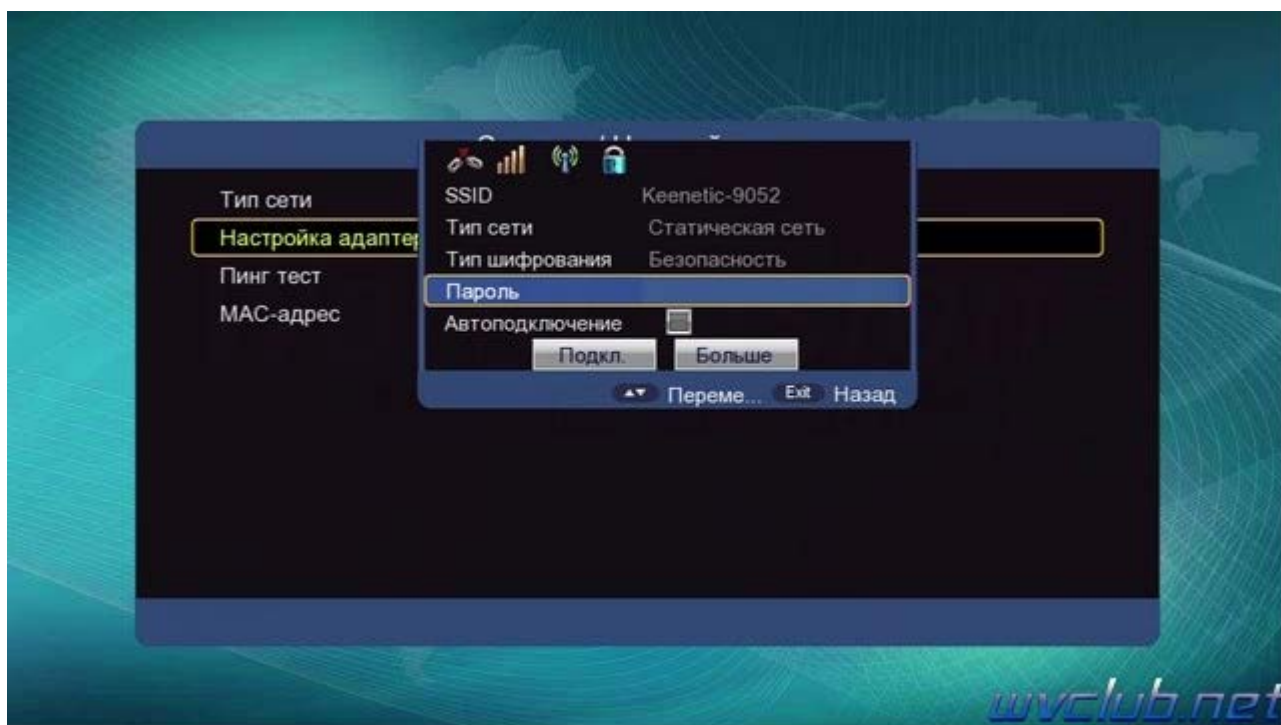 Тип сети
Настройка адаптер
Пинг тест
MAC-адрес
SSID Keenetic-9052
Тип сети Статическая сеть
Тип шифрования Безопасность
Пароль
Автоподключение
Подкл. Больше
Переме... Exit Назад
wvclub.net